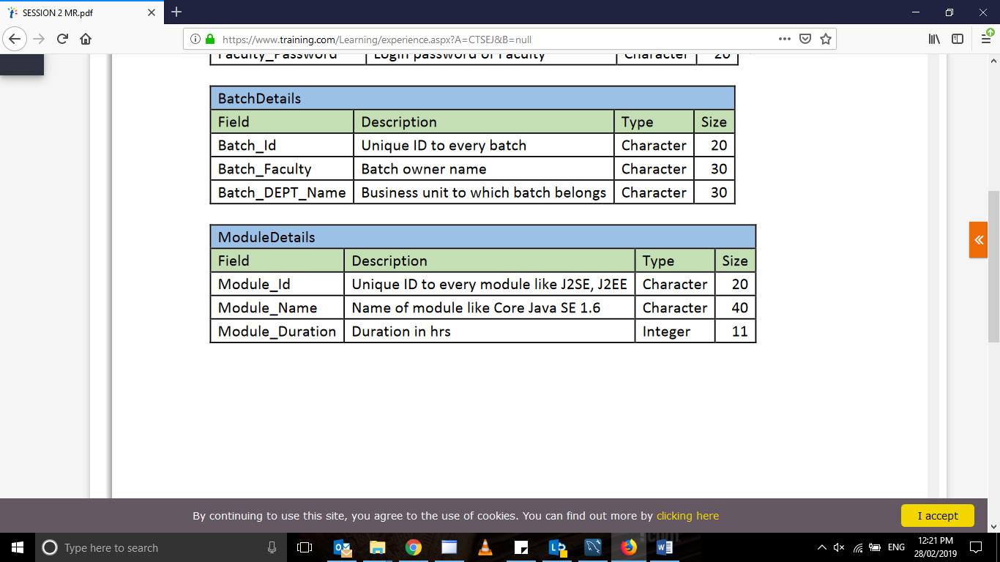 SESSION 2 MR.pdf
https://www.training.com/Learning/experience.aspx?A=CTSEJ&B=null
Faculty_Password Login password of Faculty Character 20
BatchDetails
Field Description Type Size
Batch_Id Unique ID to every batch Character 20
Batch_Faculty Batch owner name Character 30
Batch_DEPT_Name Business unit to which batch belongs Character 30
ModuleDetails
Field Description Type Size
Module_Id Unique ID to every module like J2SE, J2EE Character 20
Module_Name Name of module like Core Java SE 1.6 Character 40
Module_Duration Duration in hrs Integer 11
By continuing to use this site, you agree to the use of cookies. You can find out more by clicking here I accept
Type here to search
ENG 12:21 PM
28/02/2019